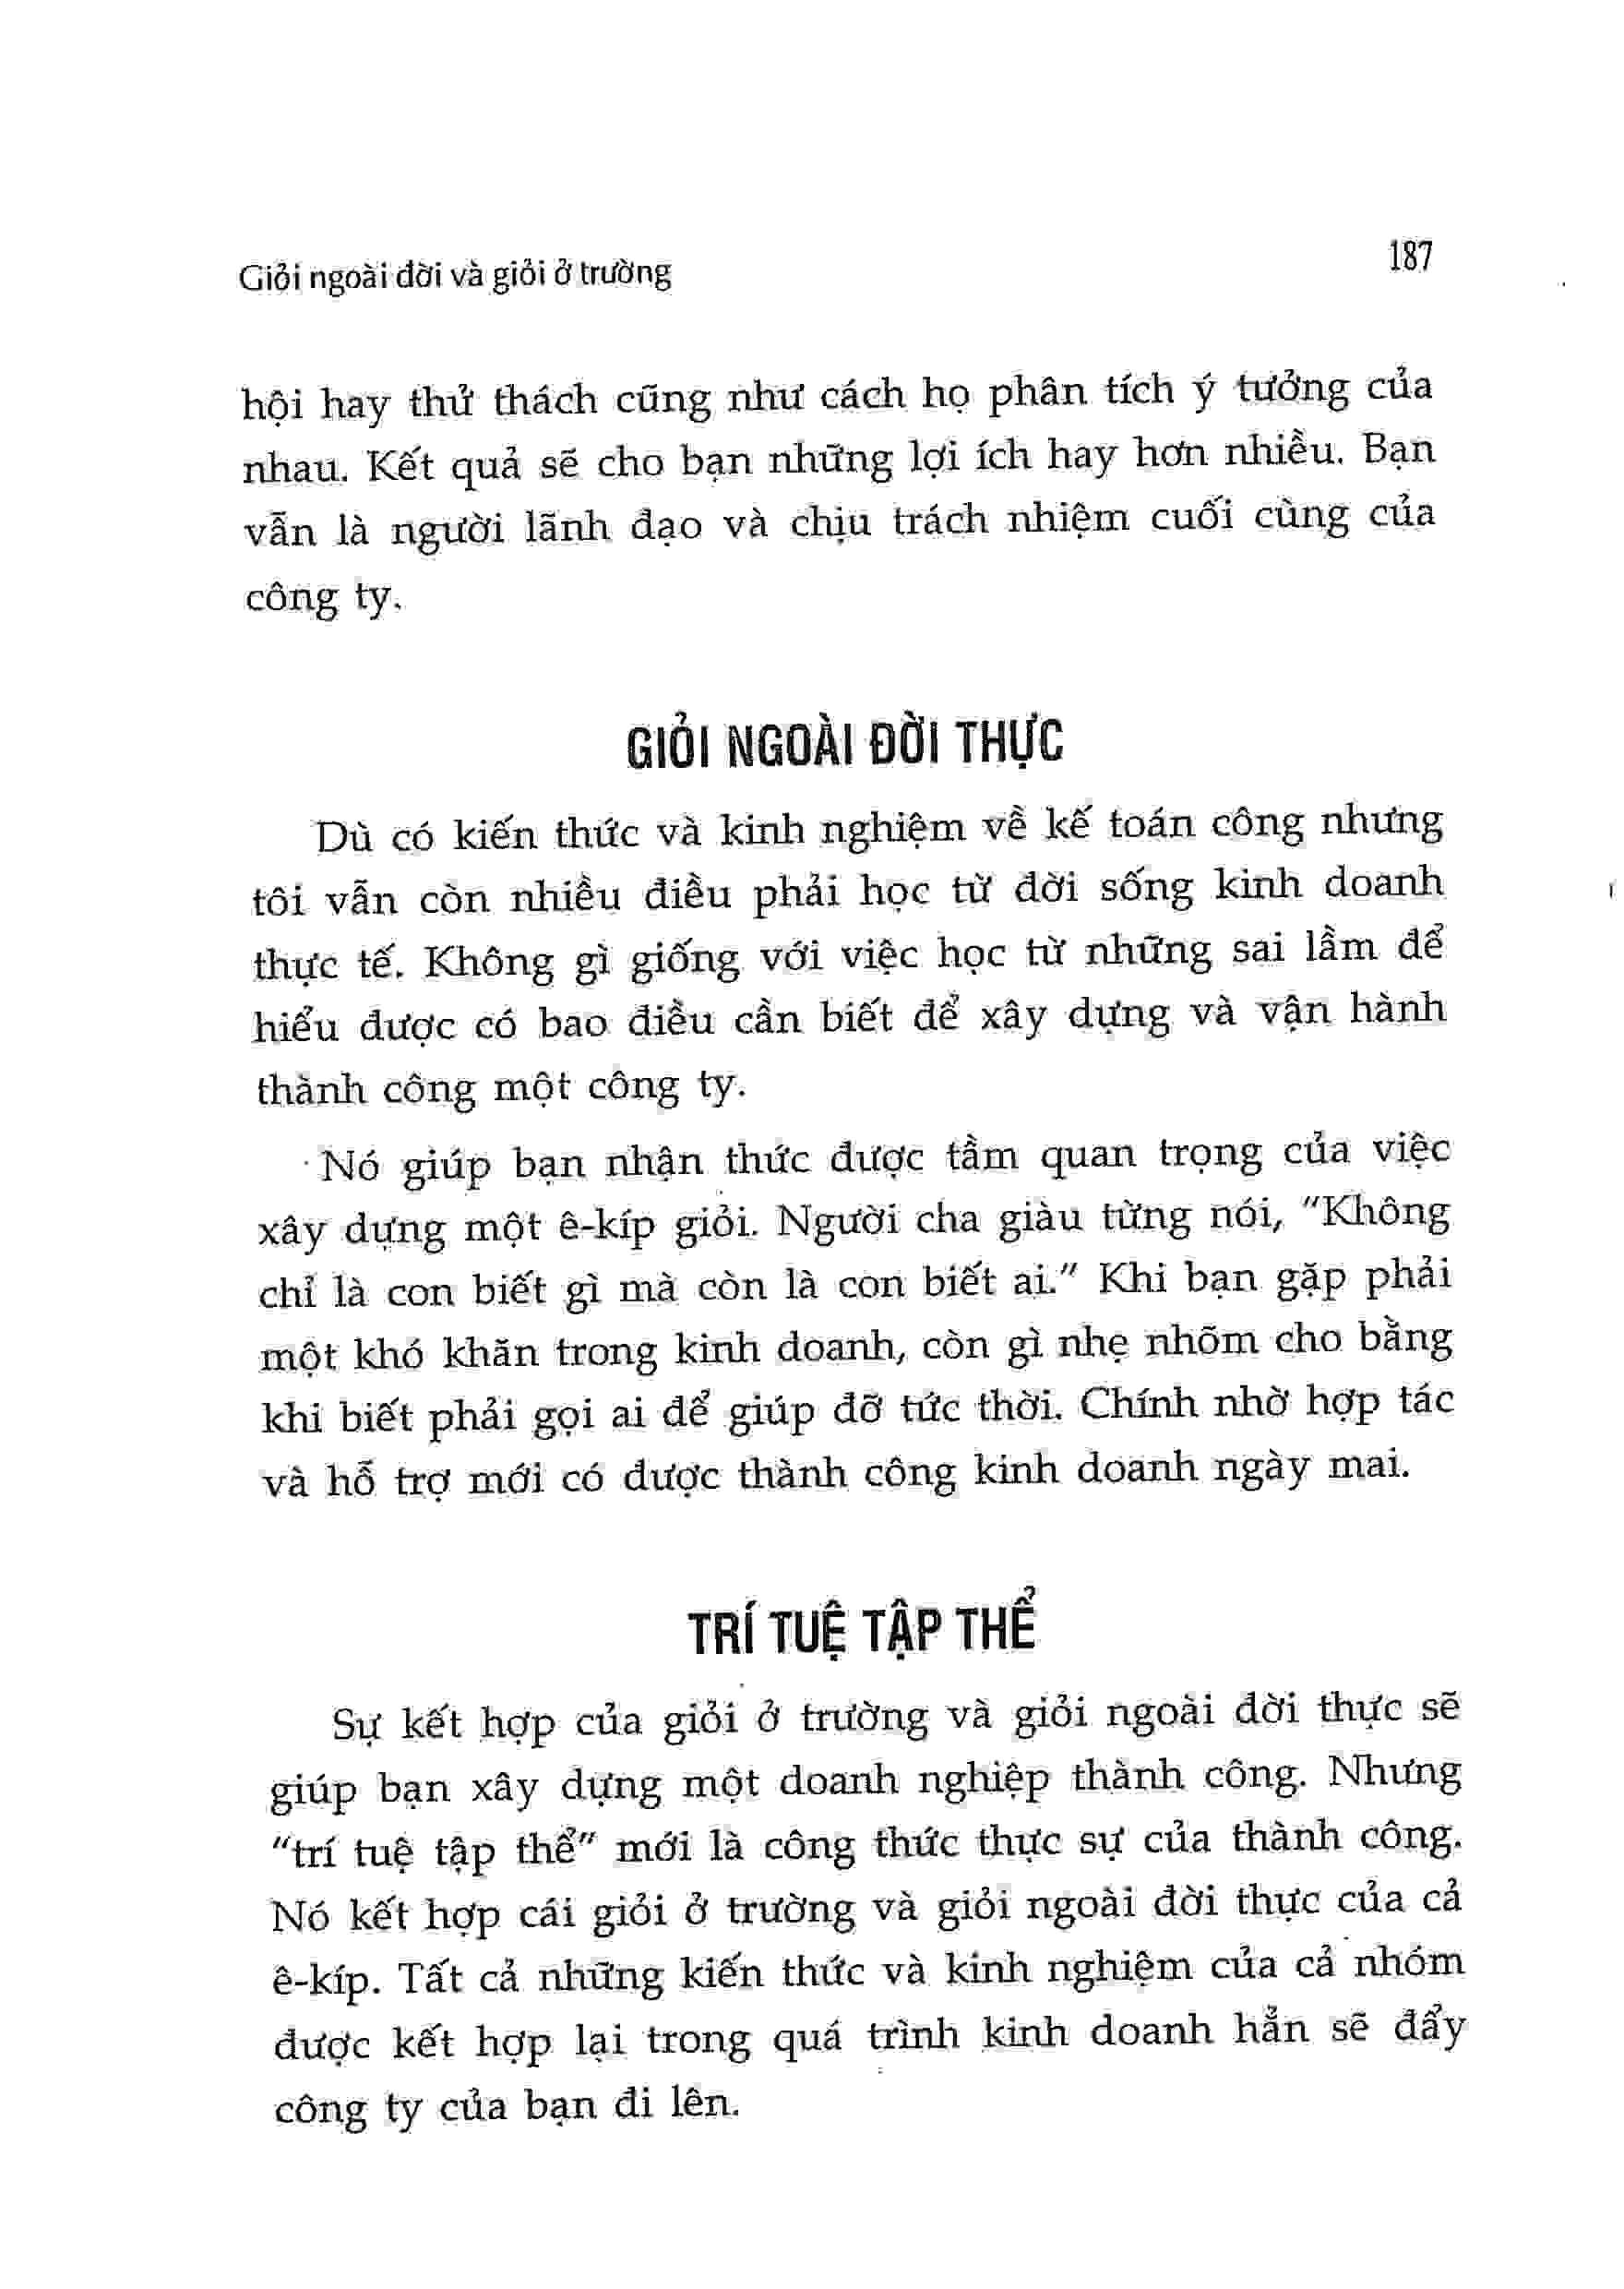 Giỏi ngoài đời và giỏi ở trường
187
hội hay thử thách cũng như cách họ phân tích ý tưởng của
nhau. Kết quả sẽ cho bạn những lợi ích hay hơn nhiều. Bạn
vẫn là người lãnh đạo và chịu trách nhiệm cuối cùng của
công ty.
GIỎI NGOÀI ĐỜI THỰC
Dù có kiến thức và kinh nghiệm về kế toán công nhưng
tôi vẫn còn nhiều điều phải học từ đời sống kinh doanh
thực tế. Không gì giống với việc học từ những sai lầm để
hiểu được có bao điều cần biết để xây dựng và vận hành
thành công một công ty.
Nó giúp bạn nhận thức được tầm quan trọng của việc
xây dựng một ê-kíp giỏi. Người cha giàu từng nói, "Không
chỉ là con biết gì mà còn là con biết ai." Khi bạn gặp phải
một khó khăn trong kinh doanh, còn gì nhẹ nhõm cho bằng
khi biết phải gọi ai để giúp đỡ tức thời. Chính nhờ hợp tác
và hỗ trợ mới có được thành công kinh doanh ngày mai.
TRÍ TUỆ TẬP THỂ
Sự kết hợp của giỏi ở trường và giỏi ngoài đời thực sẽ
giúp bạn xây dựng một doanh nghiệp thành công. Nhưng
"trí tuệ tập thể" mới là công thức thực sự của thành công.
Nó kết hợp cái giỏi ở trường và giỏi ngoài đời thực của cả
ê-kíp. Tất cả những kiến thức và kinh nghiệm của cả nhóm
được kết hợp lại trong quá trình kinh doanh hẳn sẽ đẩy
công ty của bạn đi lên.